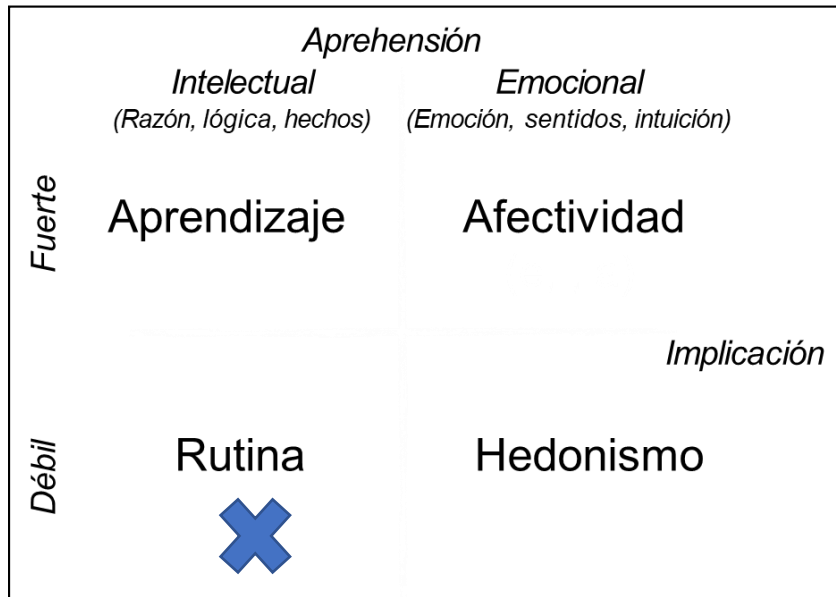 Aprehensión
Intelectual
Emocional
(Razón, lógica, hechos)
(Emoción, sentidos, intuición)
Fuerte
Aprendizaje
Afectividad
Implicación
Débil
Rutina
Hedonismo